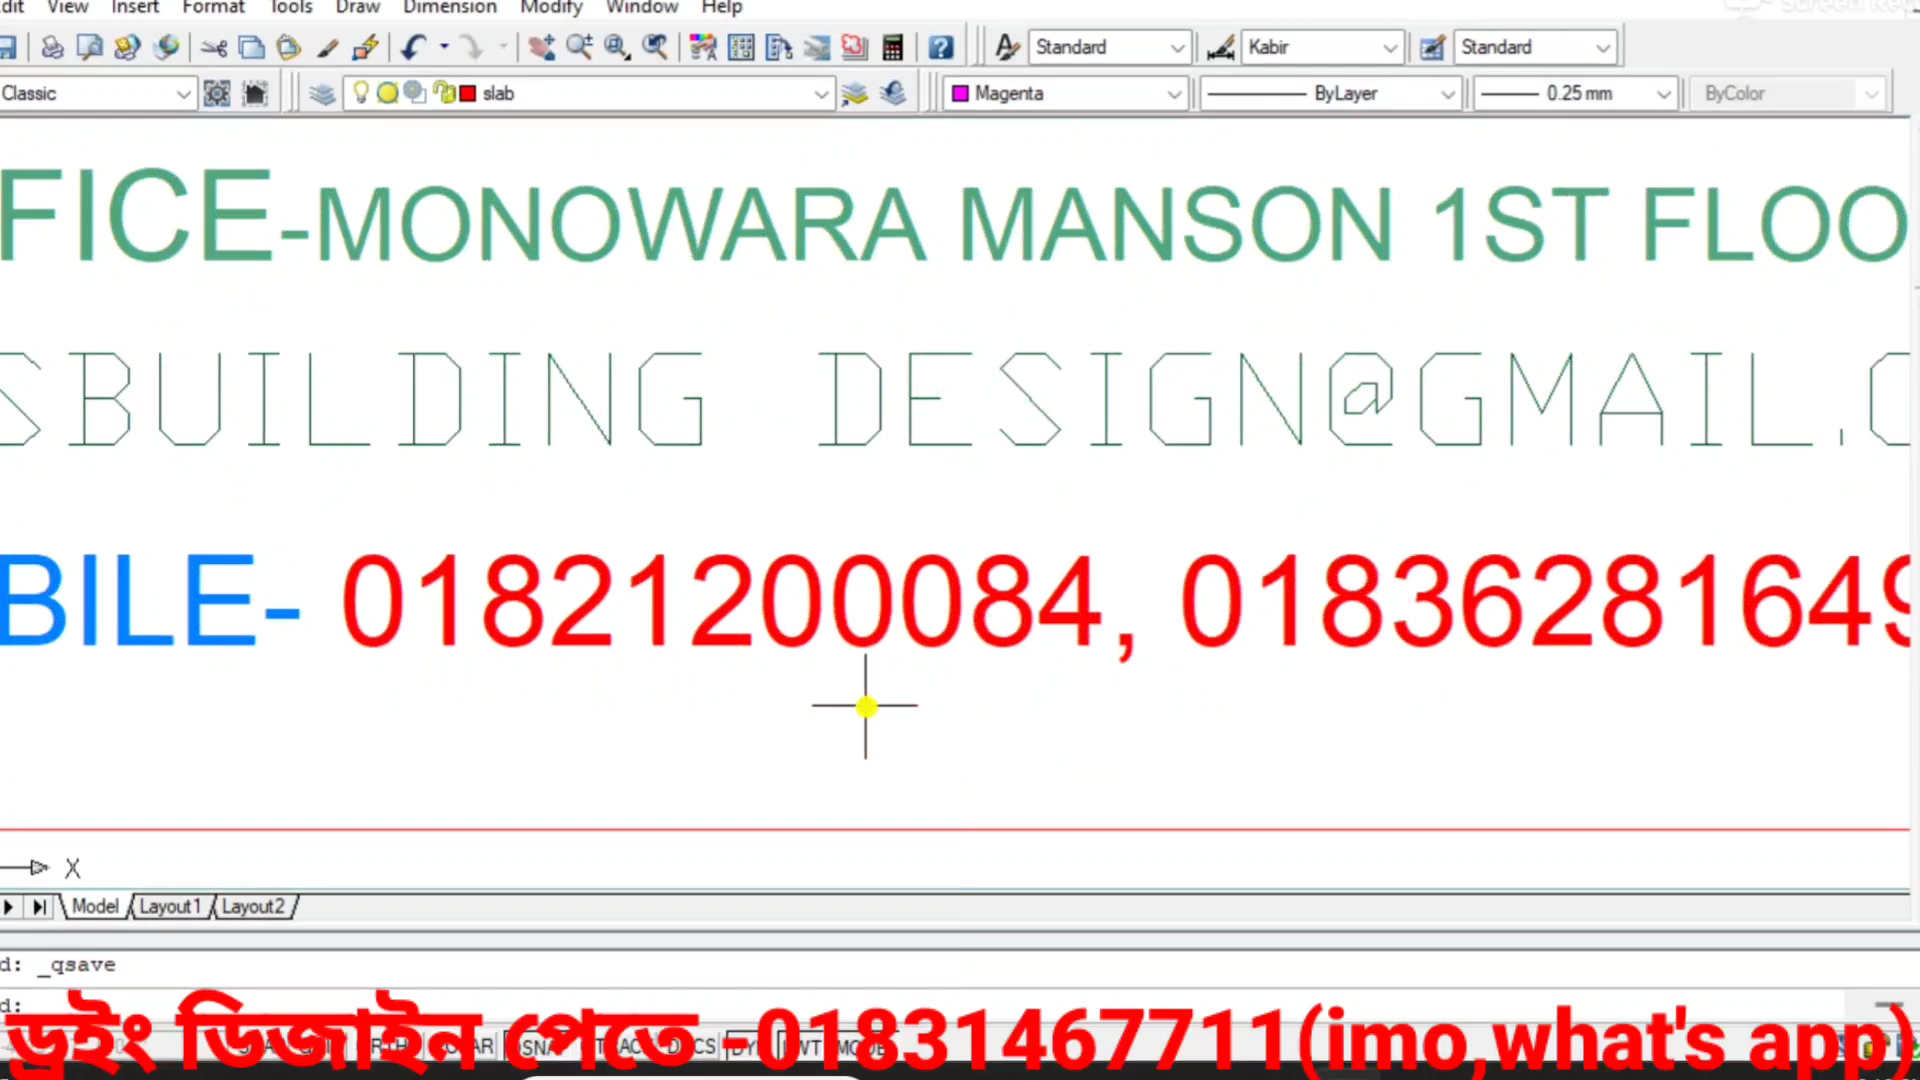 dit View Insert Format Tools Draw Dimension Modify Window Help
Standard Kabir Standard
Classic slab Magenta ByLayer 0.25 mm ByColor
FICE-MONOWARA MANSON 1ST FLOO
SBUILDING DESIGN@GMAIL.C
BILE- 01821200084, 01836281649
X
Model Layout1 Layout2
d: _qsave
d:
ড্রইং ডিজাইন পেতে -01831467711(imo,what's app)